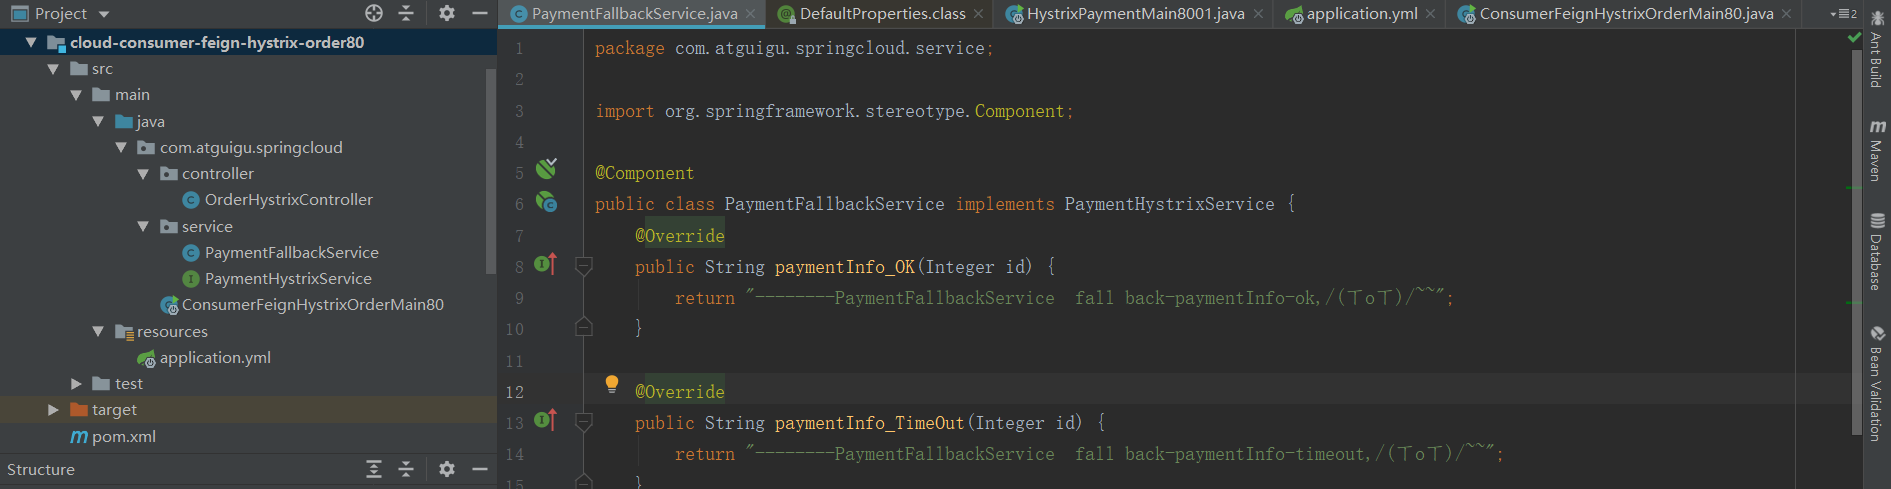 Project
cloud-consumer-feign-hystrix-order80
src
main
java
com.atguigu.springcloud
controller
OrderHystrixController
service
PaymentFallbackService
PaymentHystrixService
ConsumerFeignHystrixOrderMain80
resources
application.yml
test
target
pom.xml
Structure
PaymentFallbackService.java
DefaultProperties.class
HystrixPaymentMain8001.java
application.yml
ConsumerFeignHystrixOrderMain80.java
2
1 package com.atguigu.springcloud.service;
2
3 import org.springframework.stereotype.Component;
4
5 @Component
6 public class PaymentFallbackService implements PaymentHystrixService {
7 @Override
8 public String paymentInfo_OK(Integer id) {
9 return "--------PaymentFallbackService  fall back-paymentInfo-ok,/(ㄒoㄒ)/~~";
10 }
11
12 @Override
13 public String paymentInfo_TimeOut(Integer id) {
14 return "--------PaymentFallbackService  fall back-paymentInfo-timeout,/(ㄒoㄒ)/~~";
15 }
Ant Build
Maven
Database
Bean Validation